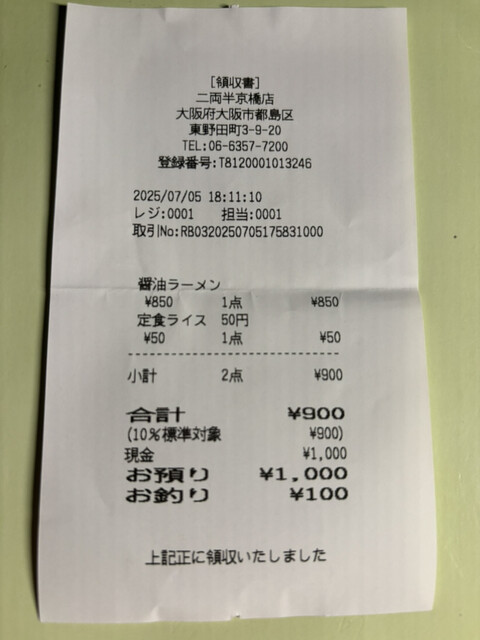 [領収書]
二両半京橋店
大阪府大阪市都島区
東野田町3-9-20
TEL:06-6357-7200
登録番号:T8120001013246
2025/07/05 18:11:10
レジ:0001 担当:0001
取引No:RB0320250705175831000
醤油ラーメン
¥850 1点 ¥850
定食ライス 50円
¥50 1点 ¥50
--------------------------------
小計 2点 ¥900
合計 ¥900
(10%標準対象 ¥900)
現金 ¥1,000
お預り ¥1,000
お釣り ¥100
上記正に領収いたしました